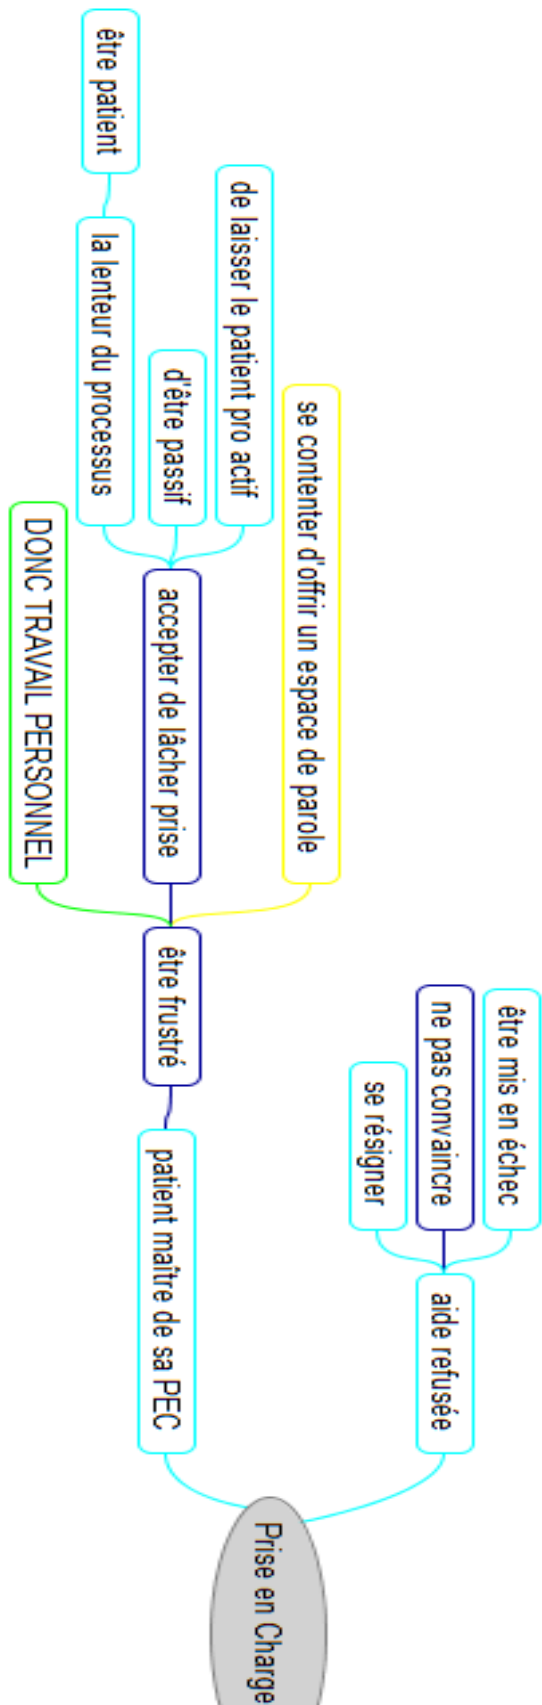 être mis en échec
ne pas convaincre
se résigner
aide refusée
se contenter d'offrir un espace de parole
de laisser le patient pro actif
d'être passif
être patient
la lenteur du processus
accepter de lâcher prise
DONC TRAVAIL PERSONNEL
être frustré
patient maître de sa PEC
Prise en Charge